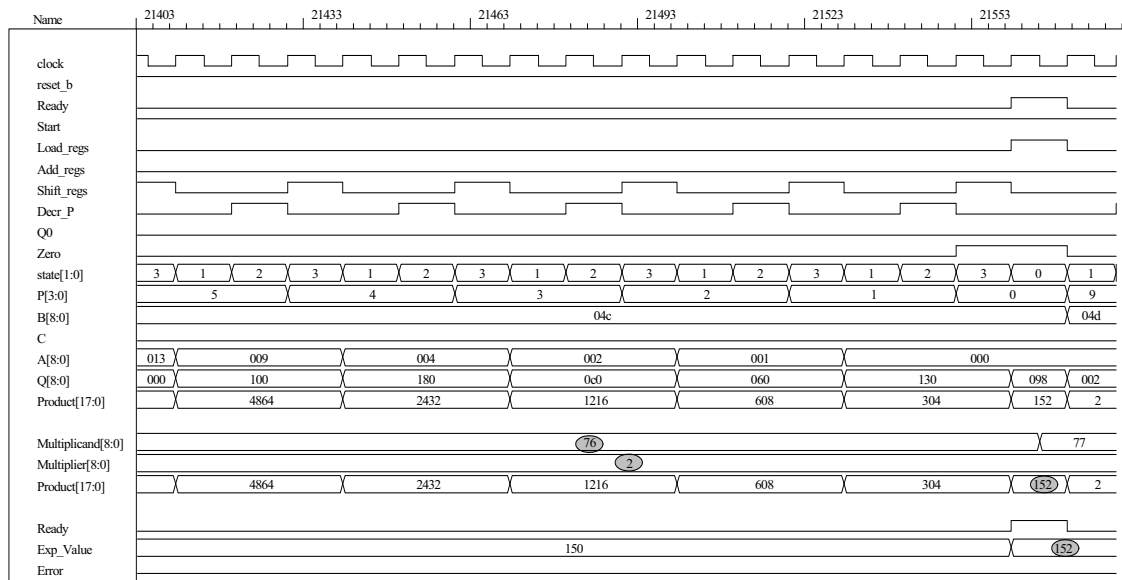 Name 21403 21433 21463 21493 21523 21553
clock
reset_b
Ready
Start
Load_regs
Add_regs
Shift_regs
Decr_P
Q0
Zero
state[1:0] 3 1 2 3 1 2 3 1 2 3 1 2 3 1 2 3 0 1
P[3:0] 5 4 3 2 1 0 9
B[8:0] 04c 04d
C
A[8:0] 013 009 004 002 001 000
Q[8:0] 000 100 180 0c0 060 130 098 002
Product[17:0] 4864 2432 1216 608 304 152 2
Multiplicand[8:0] 76 77
Multiplier[8:0] 2
Product[17:0] 4864 2432 1216 608 304 152 2
Ready
Exp_Value 150 152
Error